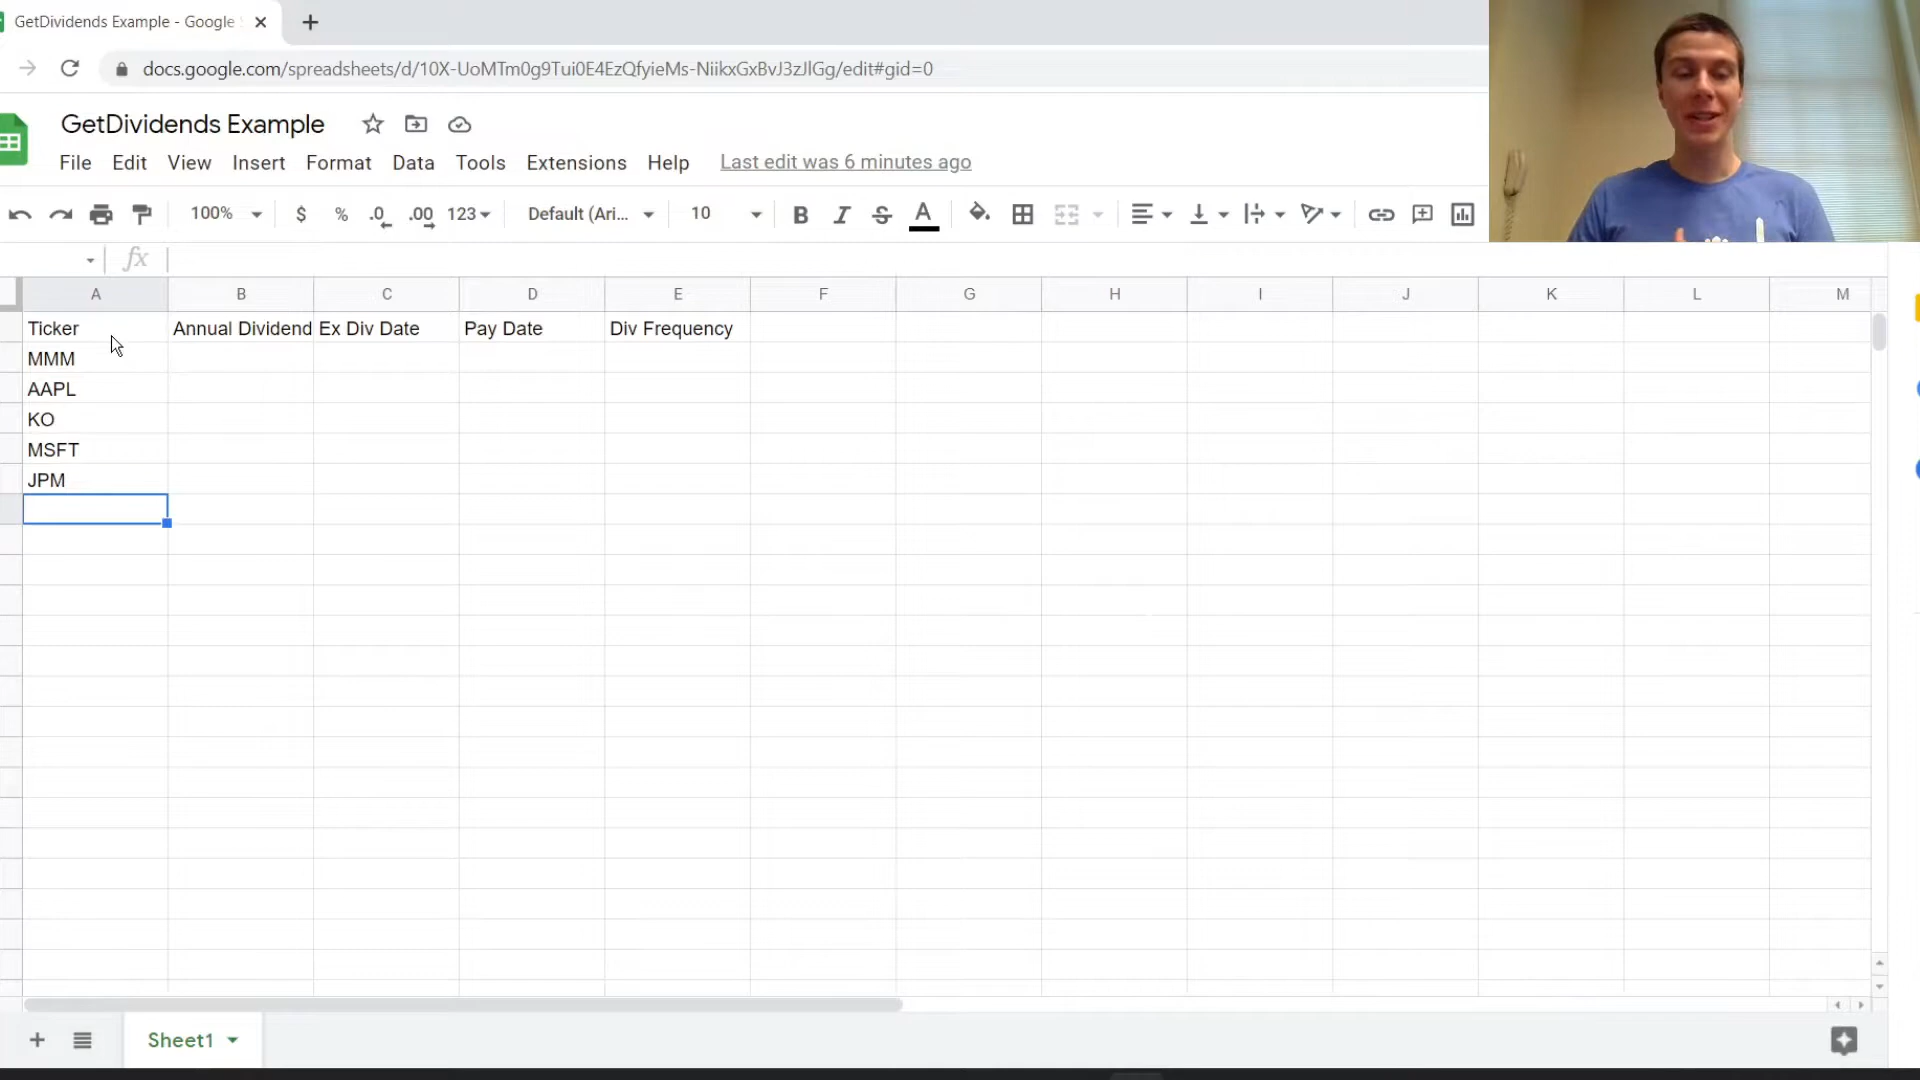 GetDividends Example - Google
docs.google.com/spreadsheets/d/10X-UoMTm0g9Tui0E4EzQfyieMs-NiikxGxBvJ3zJlGg/edit#gid=0
GetDividends Example
File Edit View Insert Format Data Tools Extensions Help Last edit was 6 minutes ago
100% $ % .0 .00 123 Default (Ari... 10 B I S A
fx
A B C D E F G H I J K L M
Ticker Annual Dividend Ex Div Date Pay Date Div Frequency
MMM
AAPL
KO
MSFT
JPM
Sheet1